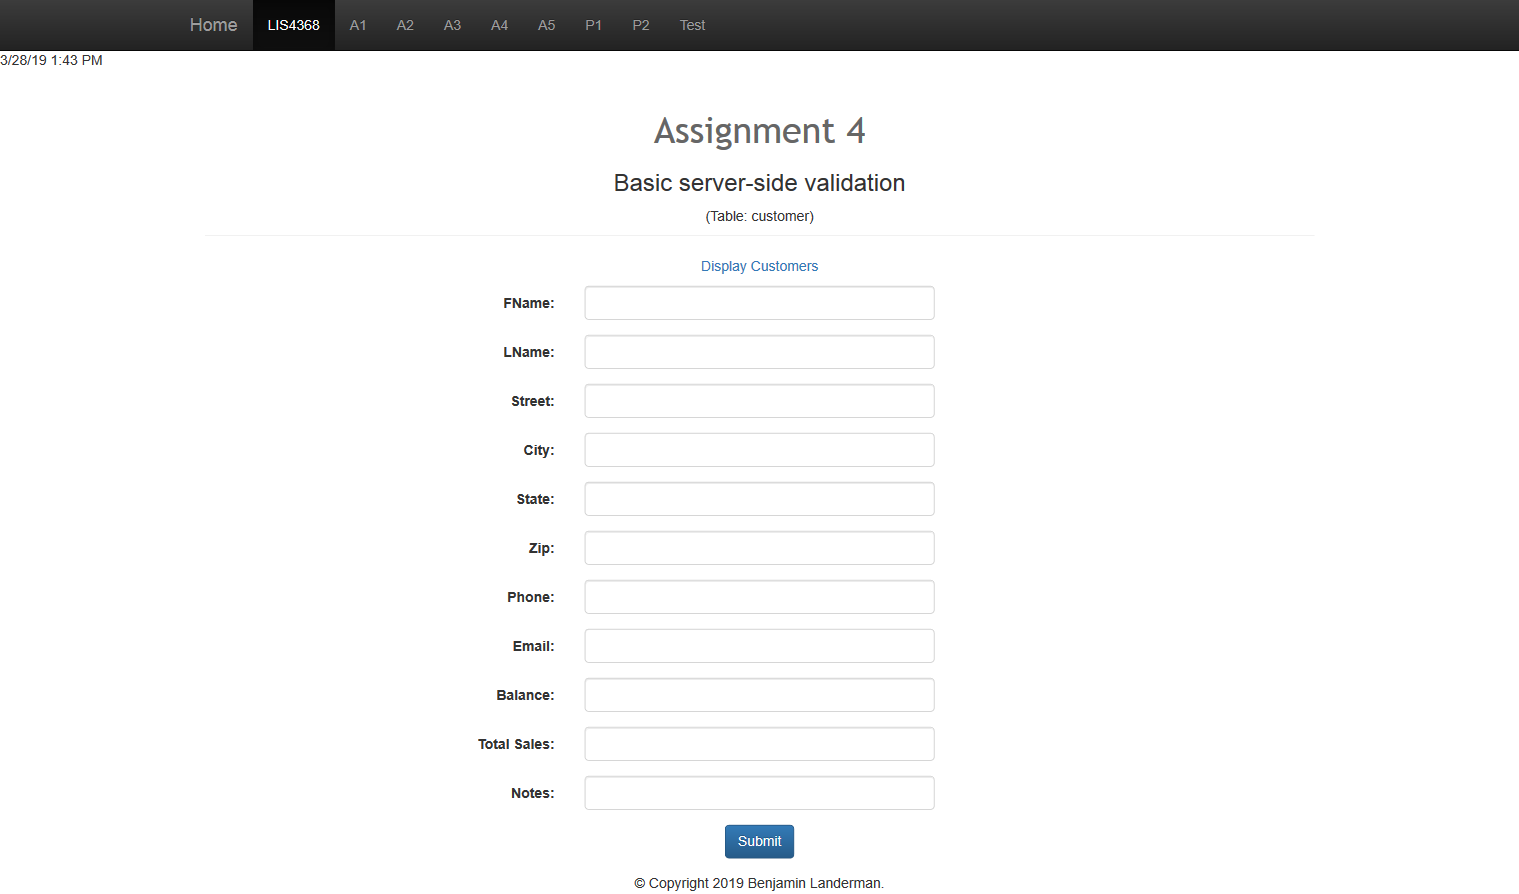 Home LIS4368 A1 A2 A3 A4 A5 P1 P2 Test
3/28/19 1:43 PM
Assignment 4
Basic server-side validation
(Table: customer)
Display Customers
FName:
LName:
Street:
City:
State:
Zip:
Phone:
Email:
Balance:
Total Sales:
Notes:
Submit
© Copyright 2019 Benjamin Landerman.